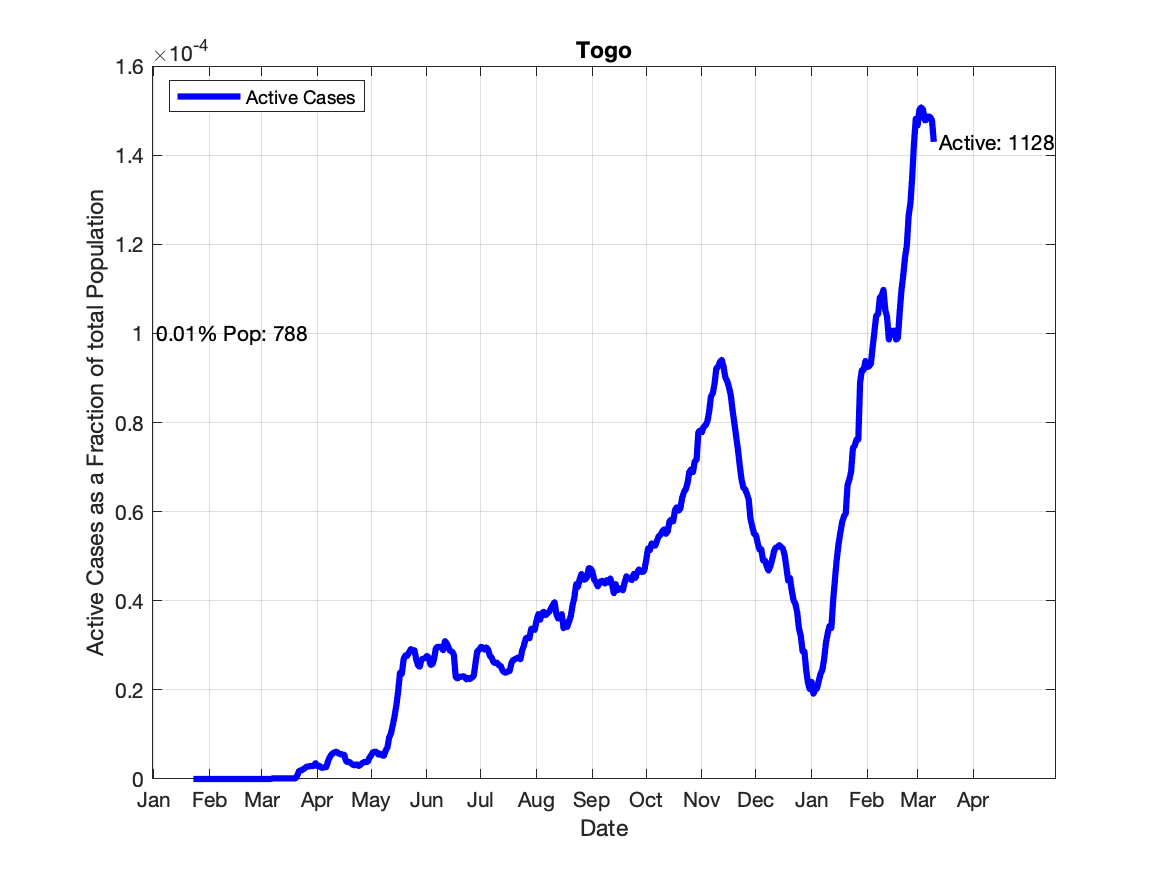 Togo
×10-4
Active Cases
1.6
1.4
1.2
1
0.8
0.6
0.4
0.2
0
Active Cases as a Fraction of total Population
0.01% Pop: 788
Active: 1128
Jan Feb Mar Apr May Jun Jul Aug Sep Oct Nov Dec Jan Feb Mar Apr
Date